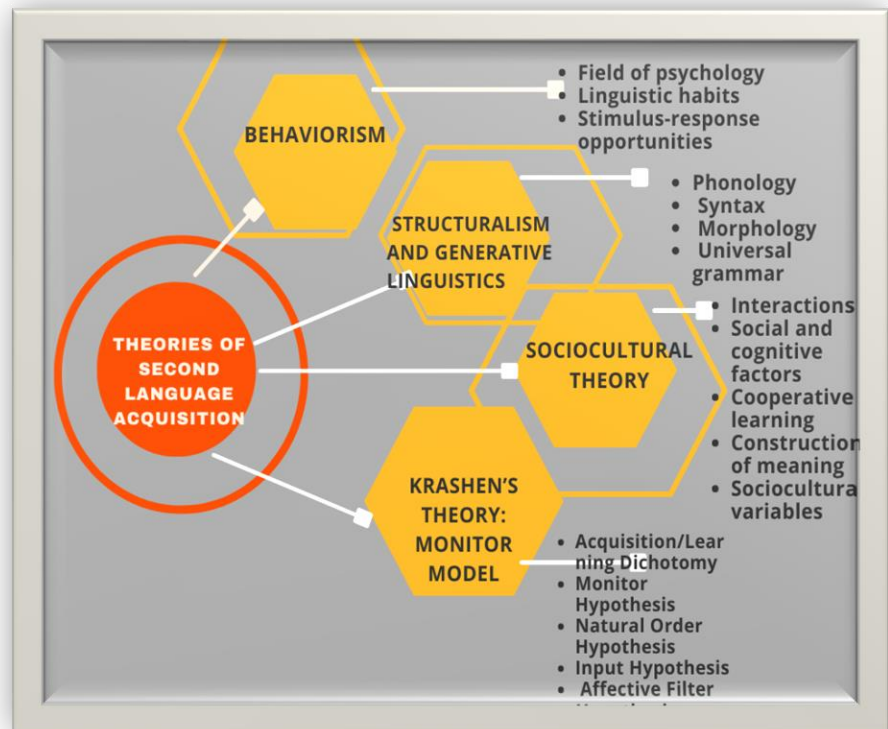 THEORIES OF
SECOND
LANGUAGE
ACQUISITION
BEHAVIORISM
• Field of psychology
• Linguistic habits
• Stimulus-response
opportunities
STRUCTURALISM
AND GENERATIVE
LINGUISTICS
• Phonology
• Syntax
• Morphology
• Universal
grammar
SOCIOCULTURAL
THEORY
• Interactions
• Social and
cognitive
factors
• Cooperative
learning
• Construction
of meaning
• Sociocultura
variables
KRASHEN'S
THEORY:
MONITOR
MODEL
• Acquisition/Lear
ning Dichotomy
• Monitor
Hypothesis
• Natural Order
Hypothesis
• Input Hypothesis
• Affective Filter